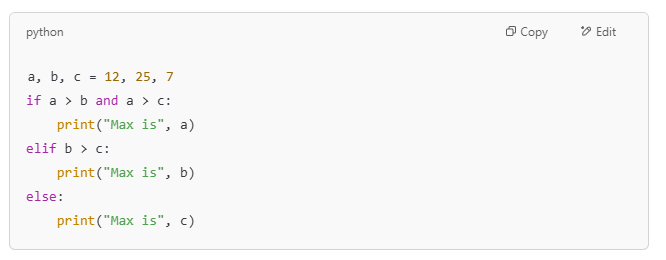 python Copy Edit
a, b, c = 12, 25, 7
if a > b and a > c:
    print("Max is", a)
elif b > c:
    print("Max is", b)
else:
    print("Max is", c)